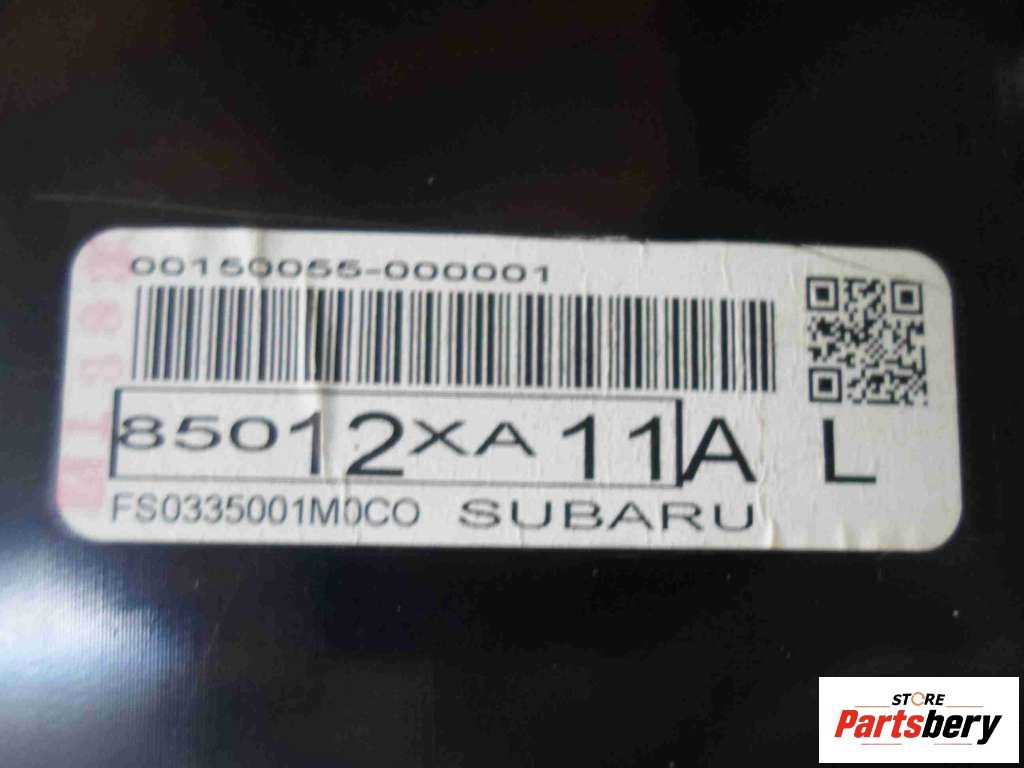 00150055-000001
85012XA11A L
FS0335001M0CO SUBARU
STORE
Partsbery